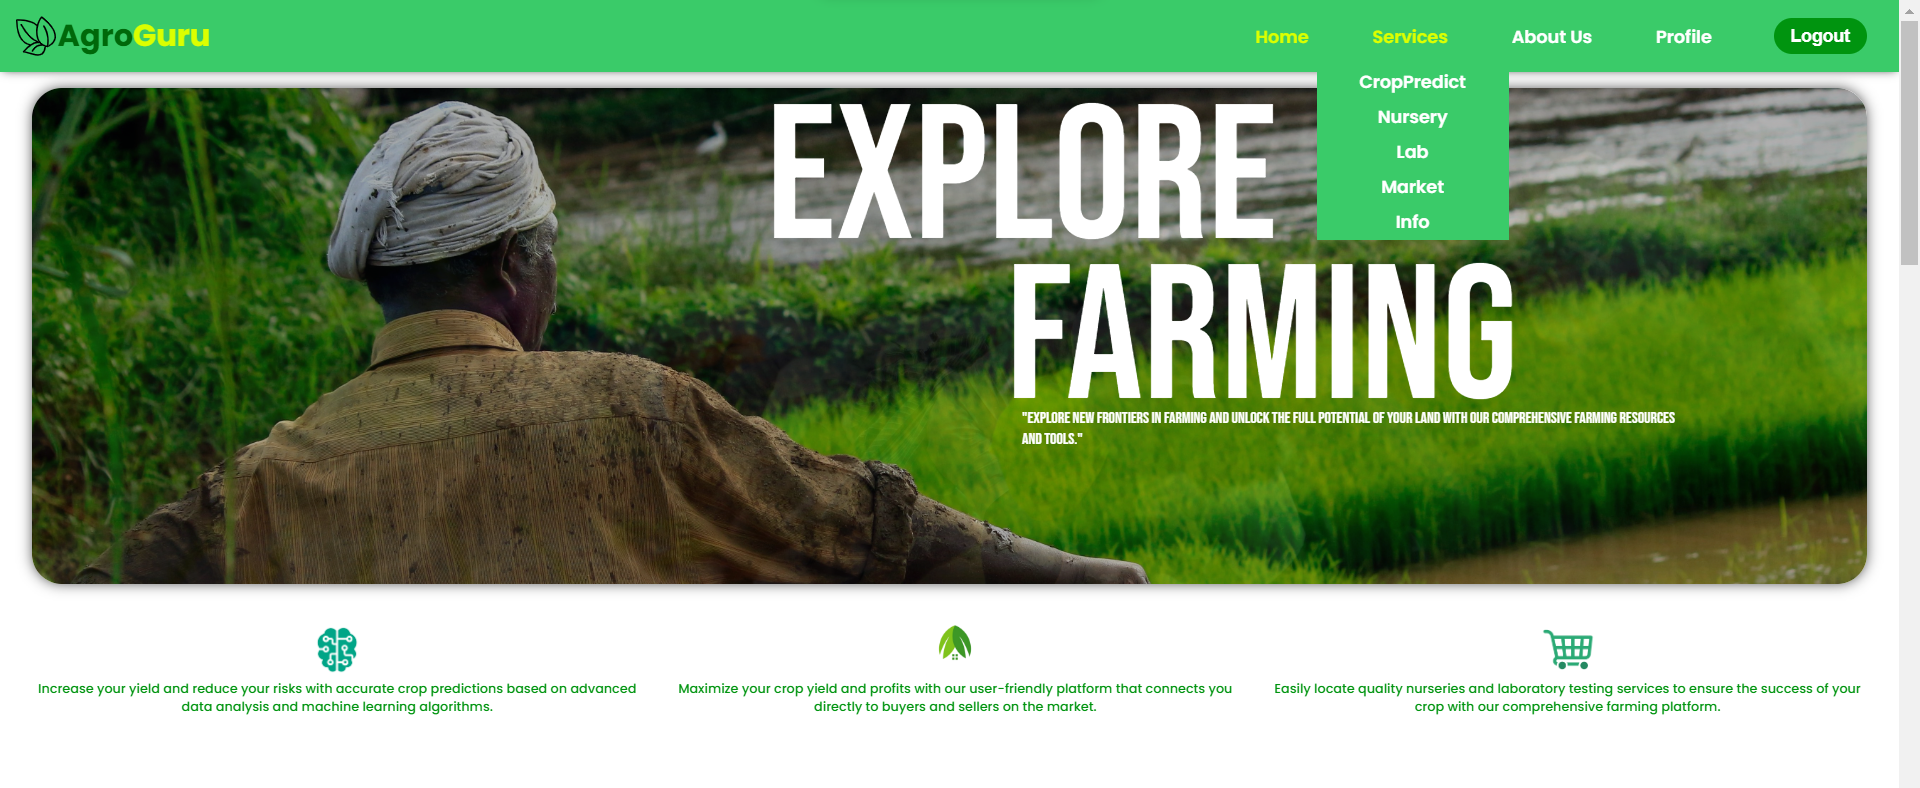 AgroGuru
Home Services About Us Profile Logout
CropPredict
Nursery
Lab
Market
Info
EXPLORE
FARMING
"EXPLORE NEW FRONTIERS IN FARMING AND UNLOCK THE FULL POTENTIAL OF YOUR LAND WITH OUR COMPREHENSIVE FARMING RESOURCES
AND TOOLS."
Increase your yield and reduce your risks with accurate crop predictions based on advanced
data analysis and machine learning algorithms.
Maximize your crop yield and profits with our user-friendly platform that connects you
directly to buyers and sellers on the market.
Easily locate quality nurseries and laboratory testing services to ensure the success of your
crop with our comprehensive farming platform.